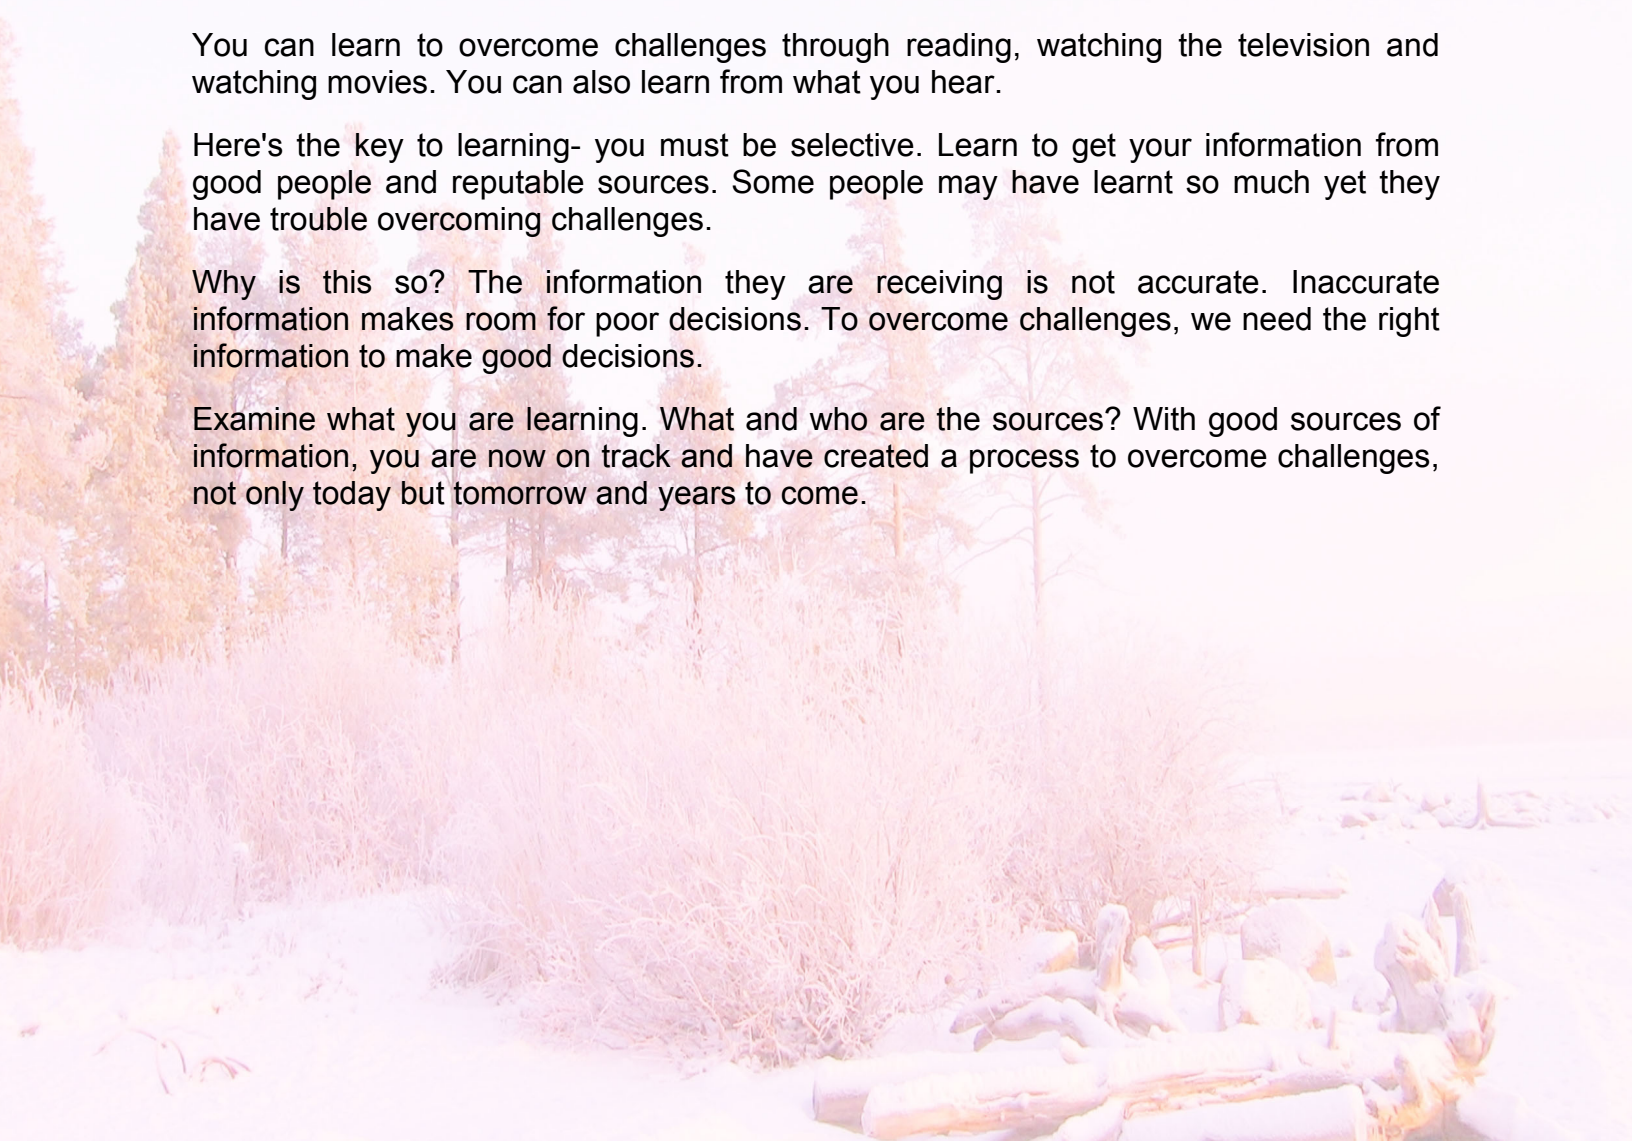 You can learn to overcome challenges through reading, watching the television and
watching movies. You can also learn from what you hear.
Here's the key to learning- you must be selective. Learn to get your information from
good people and reputable sources. Some people may have learnt so much yet they
have trouble overcoming challenges.
Why is this so? The information they are receiving is not accurate. Inaccurate
information makes room for poor decisions. To overcome challenges, we need the right
information to make good decisions.
Examine what you are learning. What and who are the sources? With good sources of
information, you are now on track and have created a process to overcome challenges,
not only today but tomorrow and years to come.